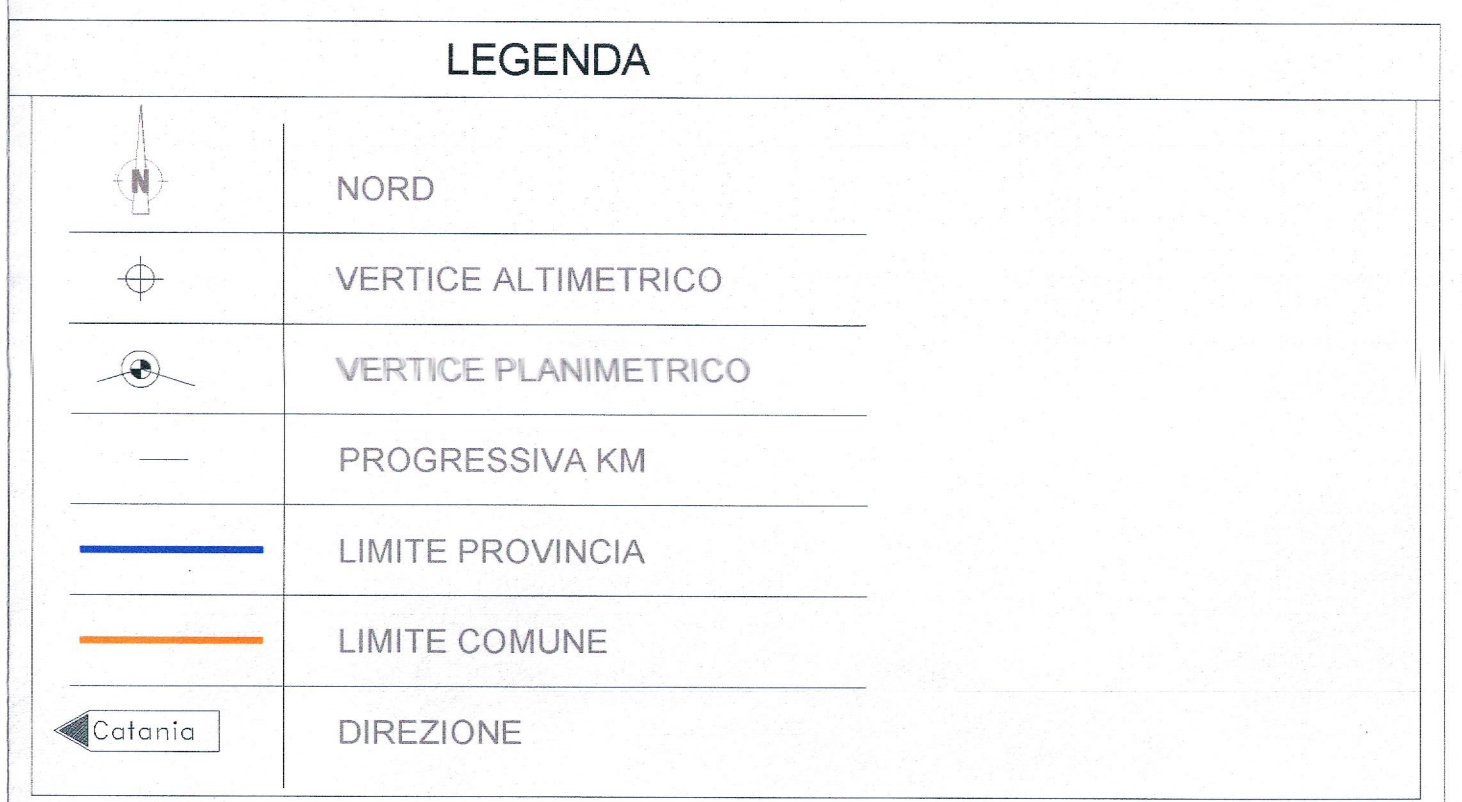 LEGENDA
N
NORD
VERTICE ALTIMETRICO
VERTICE PLANIMETRICO
PROGRESSIVA KM
LIMITE PROVINCIA
LIMITE COMUNE
Catania
DIREZIONE